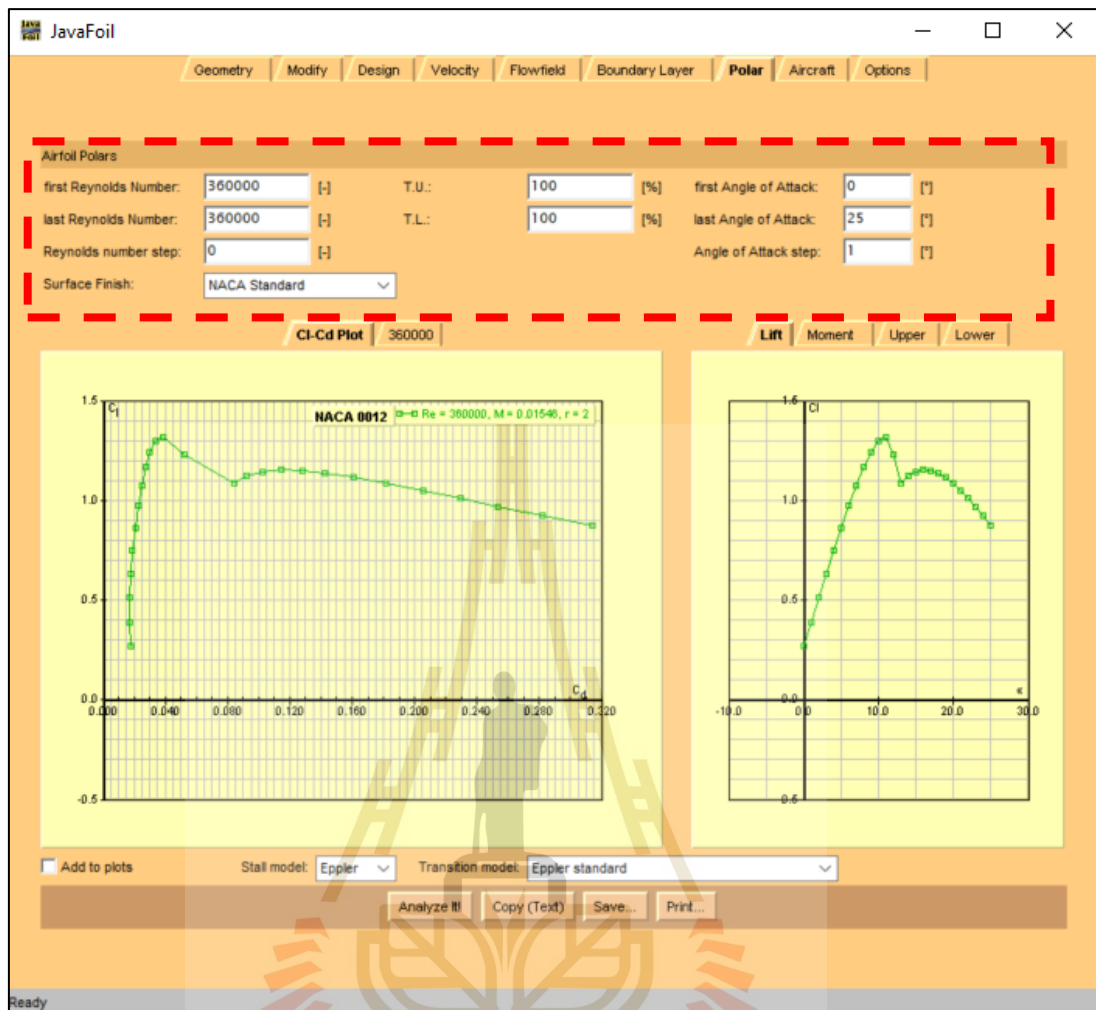 Java Foil JavaFoil
Geometry Modify Design Velocity Flowfield Boundary Layer Polar Aircraft Options
Airfoil Polars
first Reynolds Number: 360000 [-] T.U.: 100 [%] first Angle of Attack: 0 [°]
last Reynolds Number: 360000 [-] T.L.: 100 [%] last Angle of Attack: 25 [°]
Reynolds number step: 0 [-] Angle of Attack step: 1 [°]
Surface Finish: NACA Standard
Cl-Cd Plot 360000 Lift Moment Upper Lower
1.5 Cl NACA 0012 Re = 360000, M = 0.01546, r = 2
1.0
0.5
0.0 Cd
0.000 0.040 0.080 0.120 0.160 0.200 0.240 0.280 0.320
-0.5
1.5 Cl
1.0
0.5
0.0 α
-10.0 0.0 10.0 20.0 30.0
0.5
Add to plots Stall model: Eppler Transition model: Eppler standard
Analyze It! Copy (Text) Save... Print...
Ready